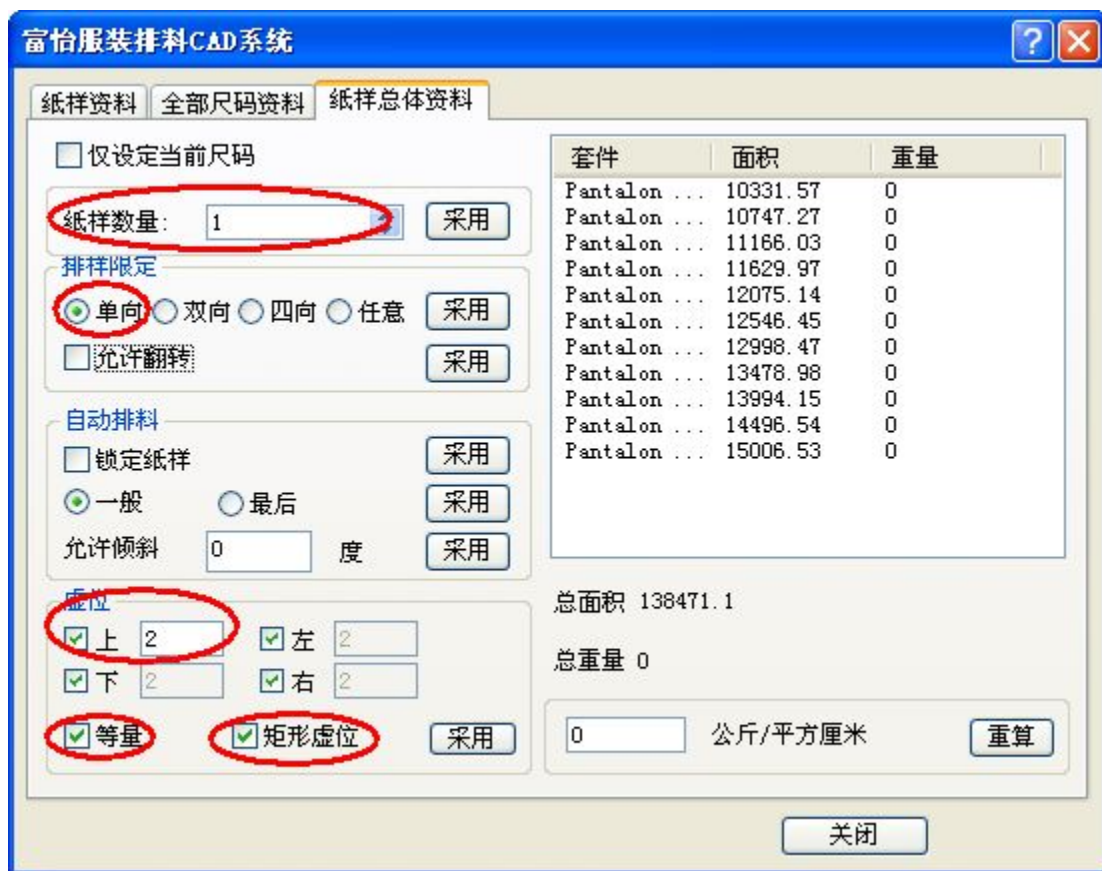 富怡服装排料CAD系统
纸样资料 全部尺码资料 纸样总体资料
仅设定当前尺码
纸样数量: 1 采用
排样限定
单向 双向 四向 任意 采用
允许翻转 采用
自动排料
锁定纸样 采用
一般 最后 采用
允许倾斜 0 度 采用
虚位
上 2 左 2
下 2 右 2
等量 矩形虚位 采用
套件 面积 重量
Pantalon ... 10331.57 0
Pantalon ... 10747.27 0
Pantalon ... 11166.03 0
Pantalon ... 11629.97 0
Pantalon ... 12075.14 0
Pantalon ... 12546.45 0
Pantalon ... 12998.47 0
Pantalon ... 13478.98 0
Pantalon ... 13994.15 0
Pantalon ... 14496.54 0
Pantalon ... 15006.53 0
总面积 138471.1
总重量 0
0 公斤/平方厘米 重算
关闭